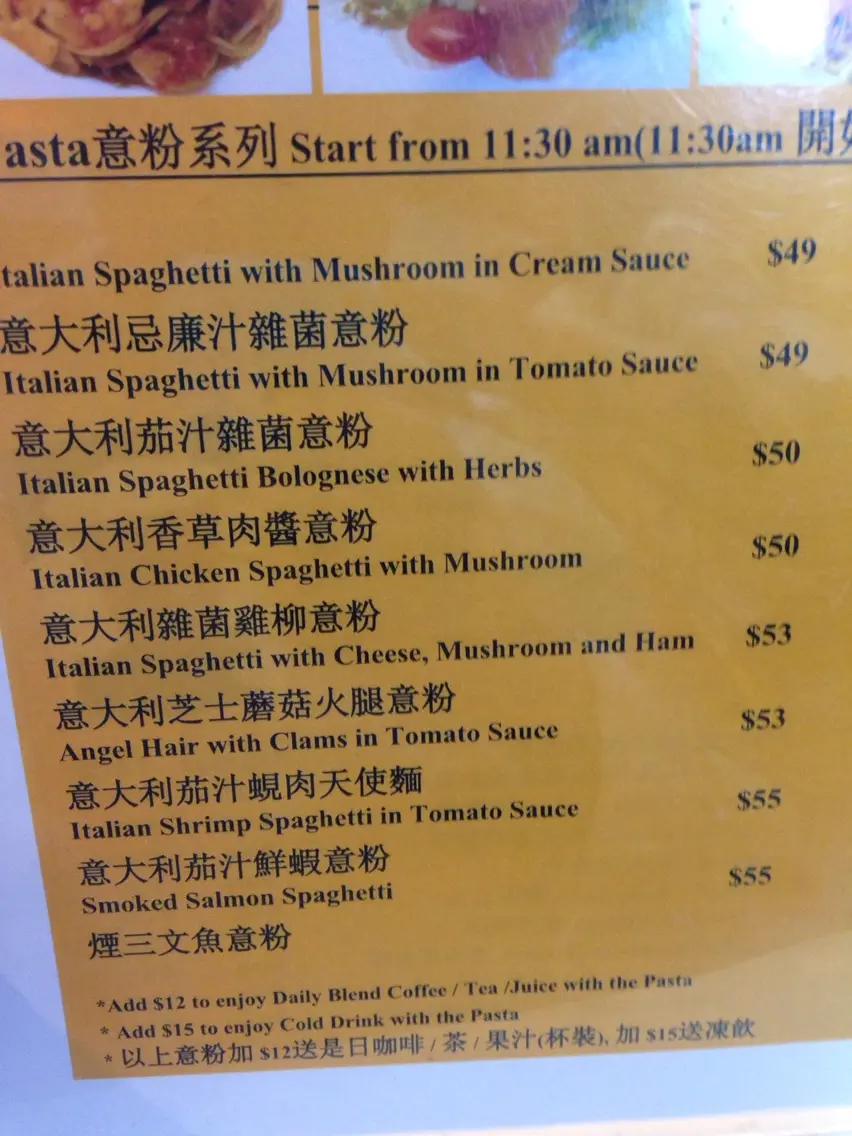 asta意粉系列 Start from 11:30 am(11:30am 開
talian Spaghetti with Mushroom in Cream Sauce $49
意大利忌廉汁雜菌意粉
Italian Spaghetti with Mushroom in Tomato Sauce $49
意大利茄汁雜菌意粉
Italian Spaghetti Bolognese with Herbs $50
意大利香草肉醬意粉
Italian Chicken Spaghetti with Mushroom $50
意大利雜菌雞柳意粉
Italian Spaghetti with Cheese, Mushroom and Ham $53
意大利芝士蘑菇火腿意粉
Angel Hair with Clams in Tomato Sauce $53
意大利茄汁蜆肉天使麵
Italian Shrimp Spaghetti in Tomato Sauce $55
意大利茄汁鮮蝦意粉
Smoked Salmon Spaghetti $55
煙三文魚意粉
*Add $12 to enjoy Daily Blend Coffee / Tea /Juice with the Pasta
* Add $15 to enjoy Cold Drink with the Pasta
* 以上意粉加 $12送是日咖啡 / 茶 / 果汁(杯裝), 加 $15送凍飲